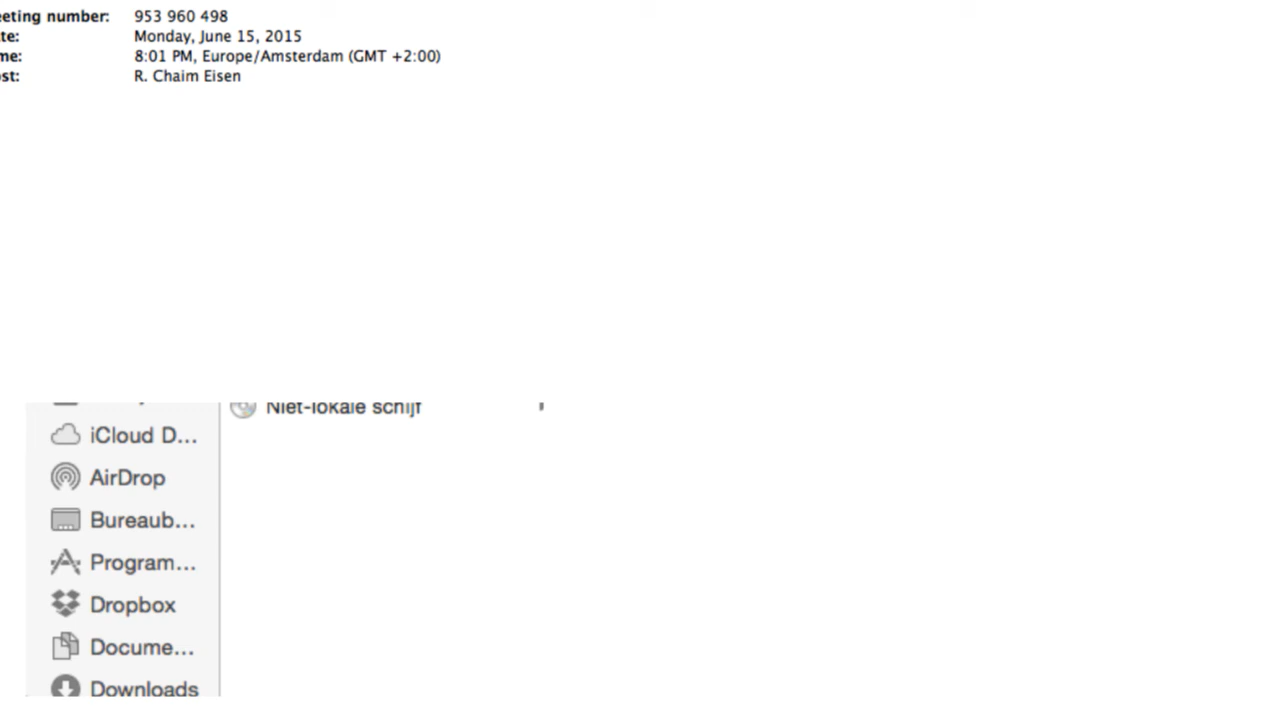 eeting number: 953 960 498
te: Monday, June 15, 2015
me: 8:01 PM, Europe/Amsterdam (GMT +2:00)
ost: R. Chaim Eisen
Niet-lokale schijf
iCloud D...
AirDrop
Bureaub...
Program...
Dropbox
Docume...
Downloads